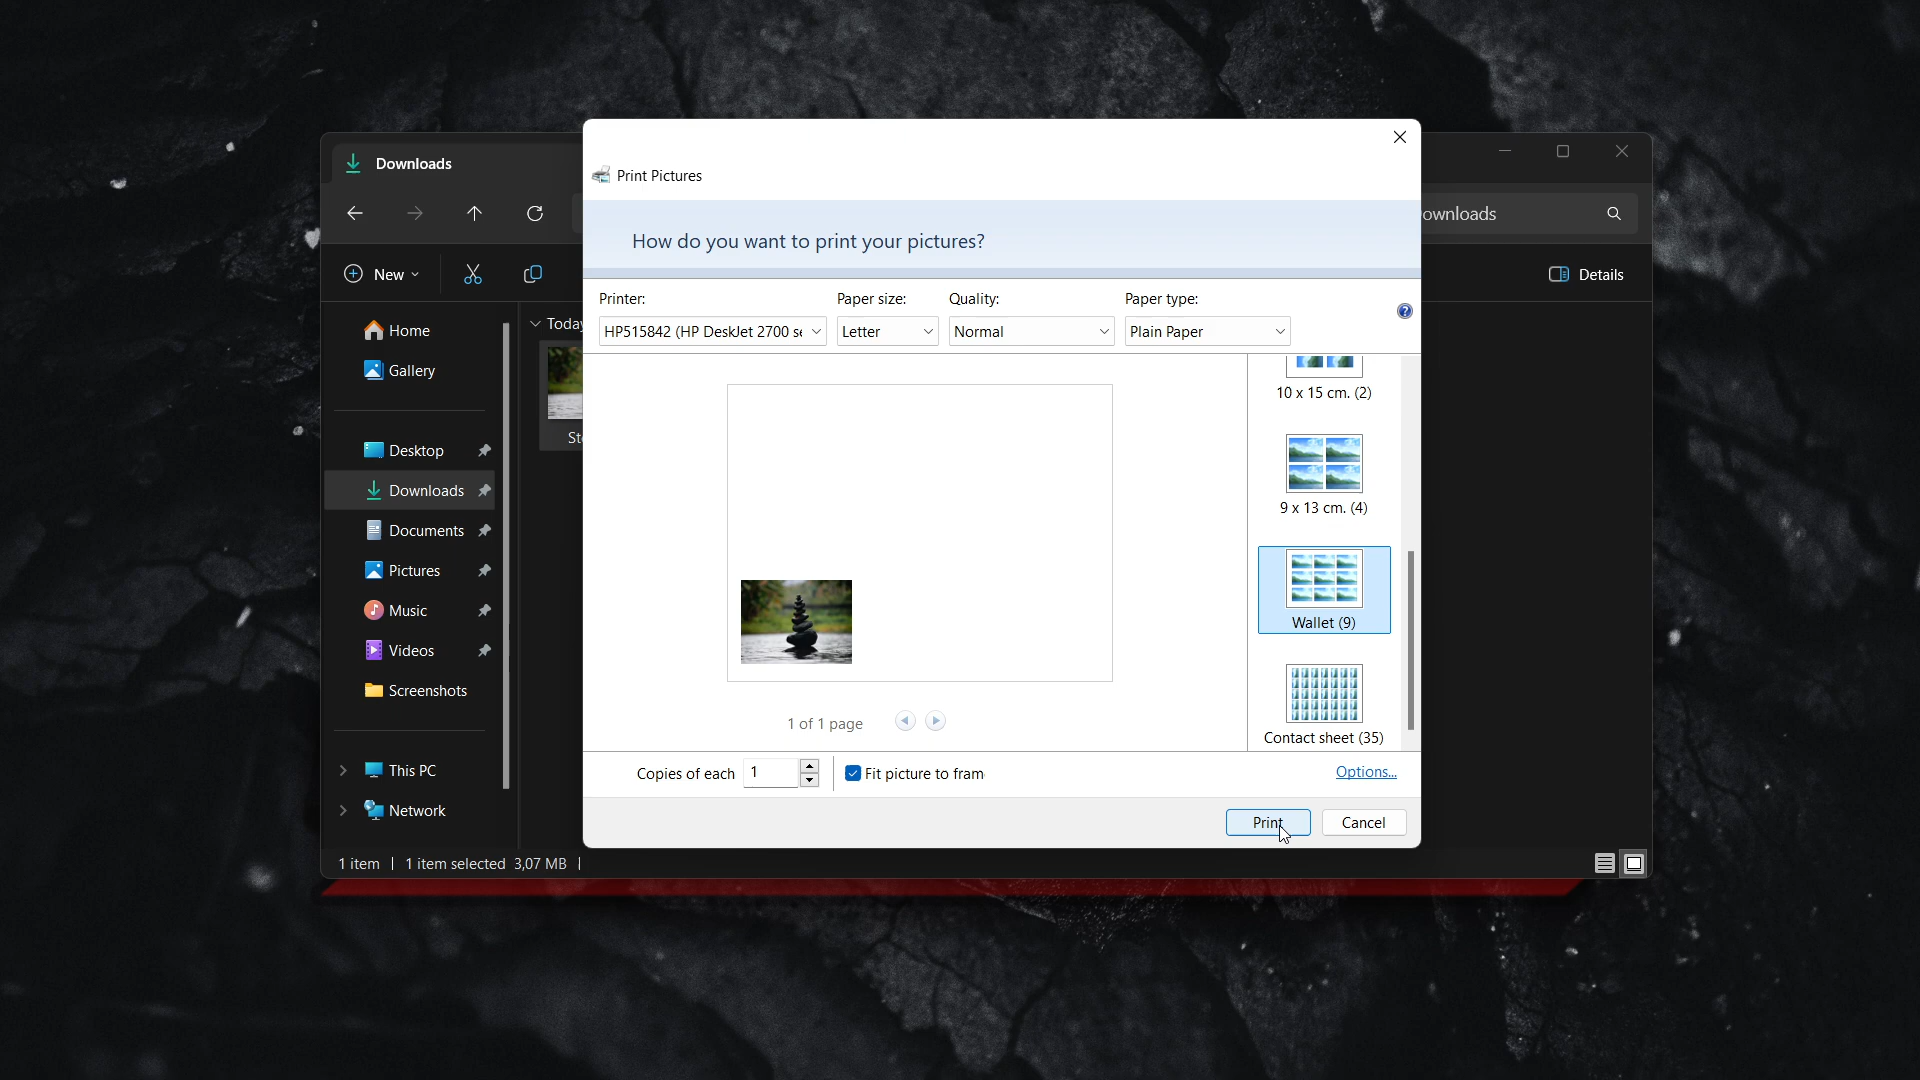 Downloads
Print Pictures
ownloads
How do you want to print your pictures?
New
Details
Printer:
Paper size:
Quality:
Paper type:
HP515842 (HP DeskJet 2700 se
Letter
Normal
Plain Paper
Home
Gallery
Desktop
Downloads
Documents
Pictures
Music
Videos
Screenshots
This PC
Network
Today
St
10 x 15 cm. (2)
9 x 13 cm. (4)
Wallet (9)
Contact sheet (35)
1 of 1 page
Copies of each
1
Fit picture to fram
Options...
Print
Cancel
1 item
1 item selected 3,07 MB